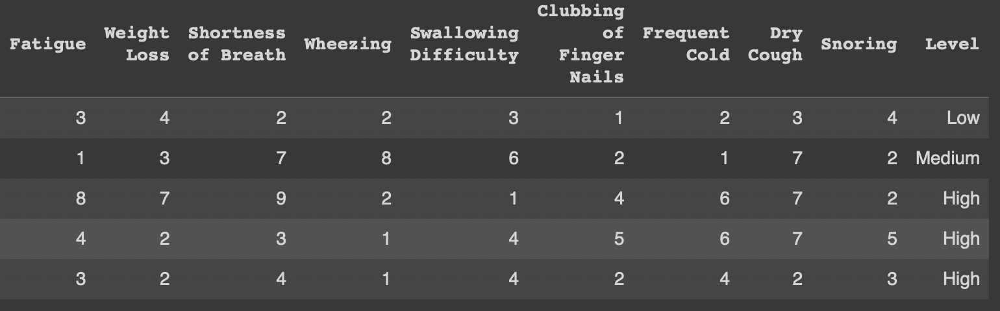 Fatigue Weight Loss Shortness of Breath Wheezing Swallowing Difficulty Clubbing of Finger Nails Frequent Cold Dry Cough Snoring Level
3 4 2 2 3 1 2 3 4 Low
1 3 7 8 6 2 1 7 2 Medium
8 7 9 2 1 4 6 7 2 High
4 2 3 1 4 5 6 7 5 High
3 2 4 1 4 2 4 2 3 High